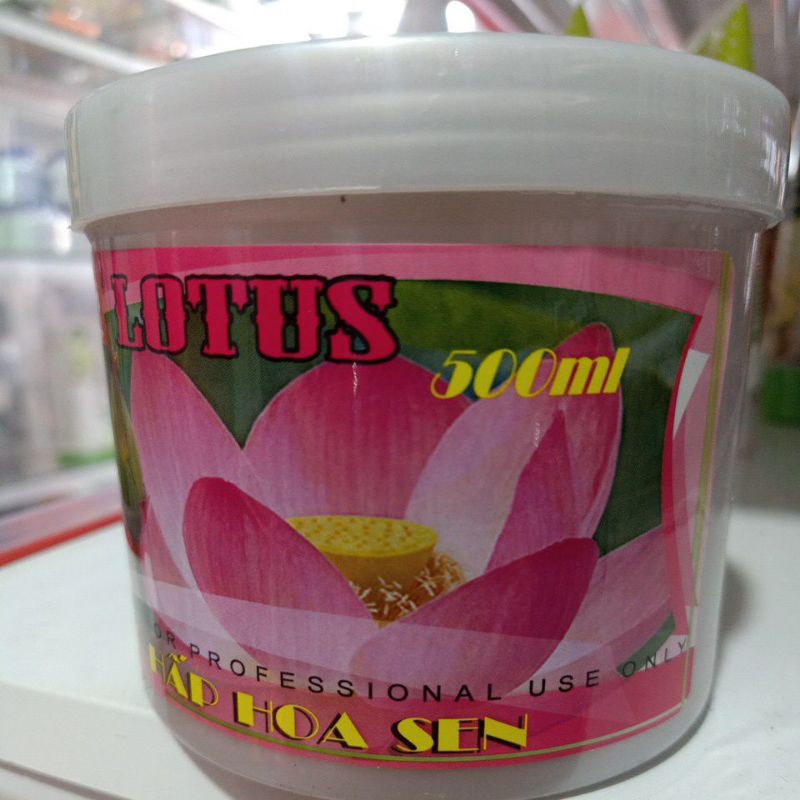 LOTUS
500ml
FOR PROFESSIONAL USE ONLY
HẤP HOA SEN